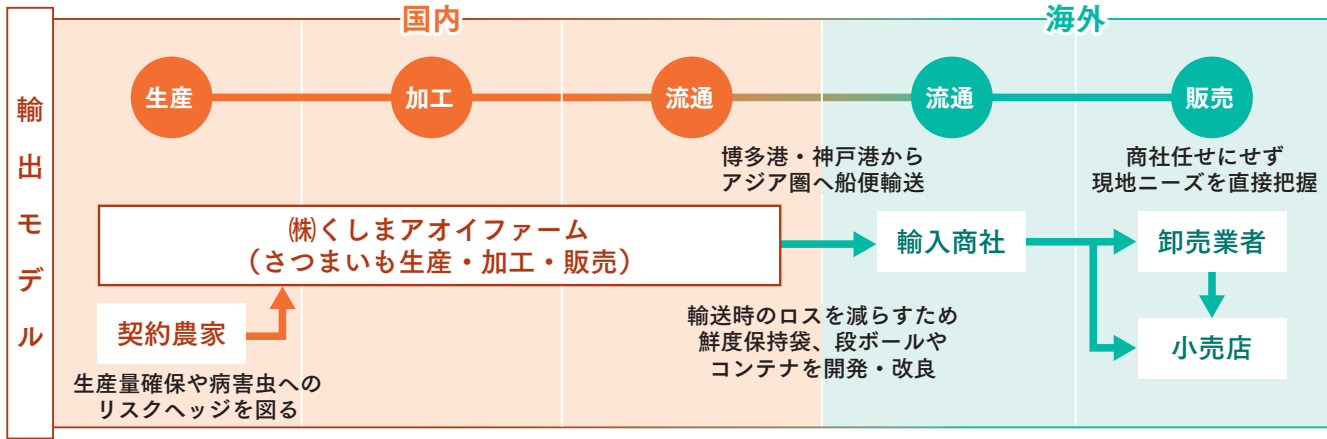 輸出モデル
国内
海外
生産
加工
流通
流通
販売
博多港・神戸港から
アジア圏へ船便輸送
商社任せにせず
現地ニーズを直接把握
㈱くしまアオイファーム
（さつまいも生産・加工・販売）
輸入商社
卸売業者
契約農家
小売店
輸送時のロスを減らすため
鮮度保持袋、段ボールや
コンテナを開発・改良
生産量確保や病害虫への
リスクヘッジを図る